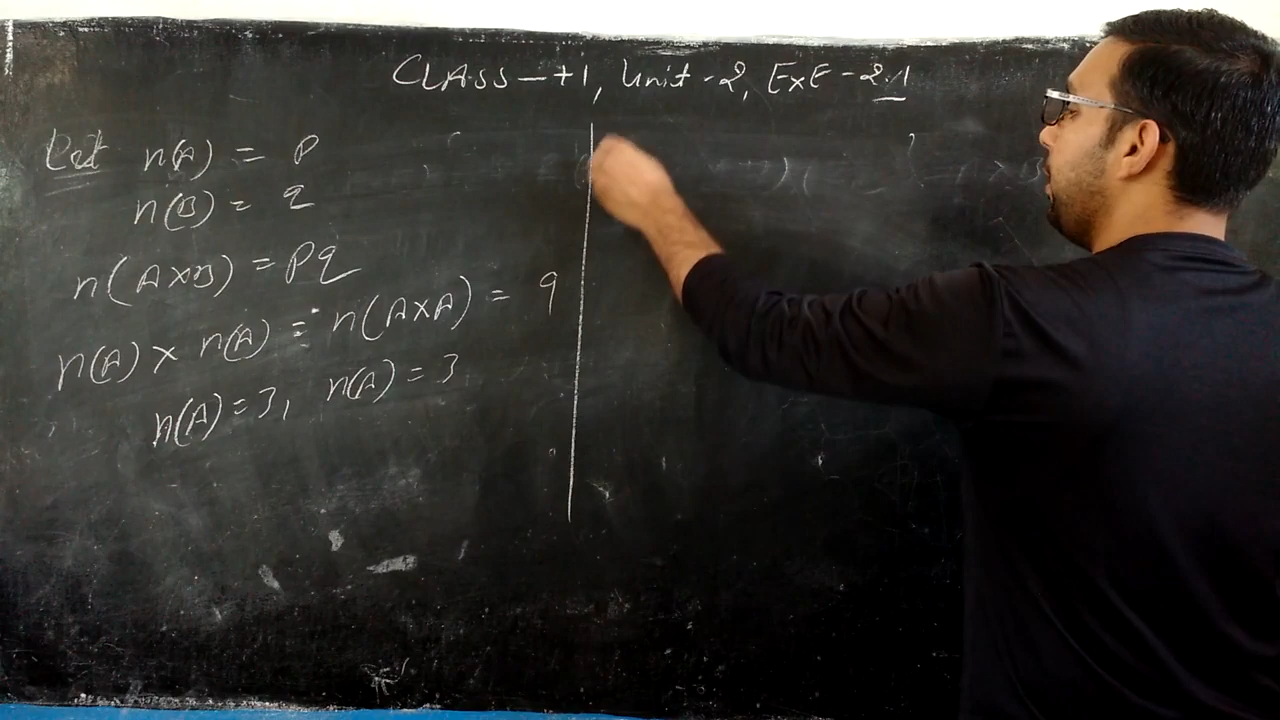 CLASS-+1, Unit-2, EXE-2.1
Let n(A) = P
n(B) = q
n(A×B) = Pq
n(A) × n(A) = n(A×A) = 9
n(A)=3, n(A)=3